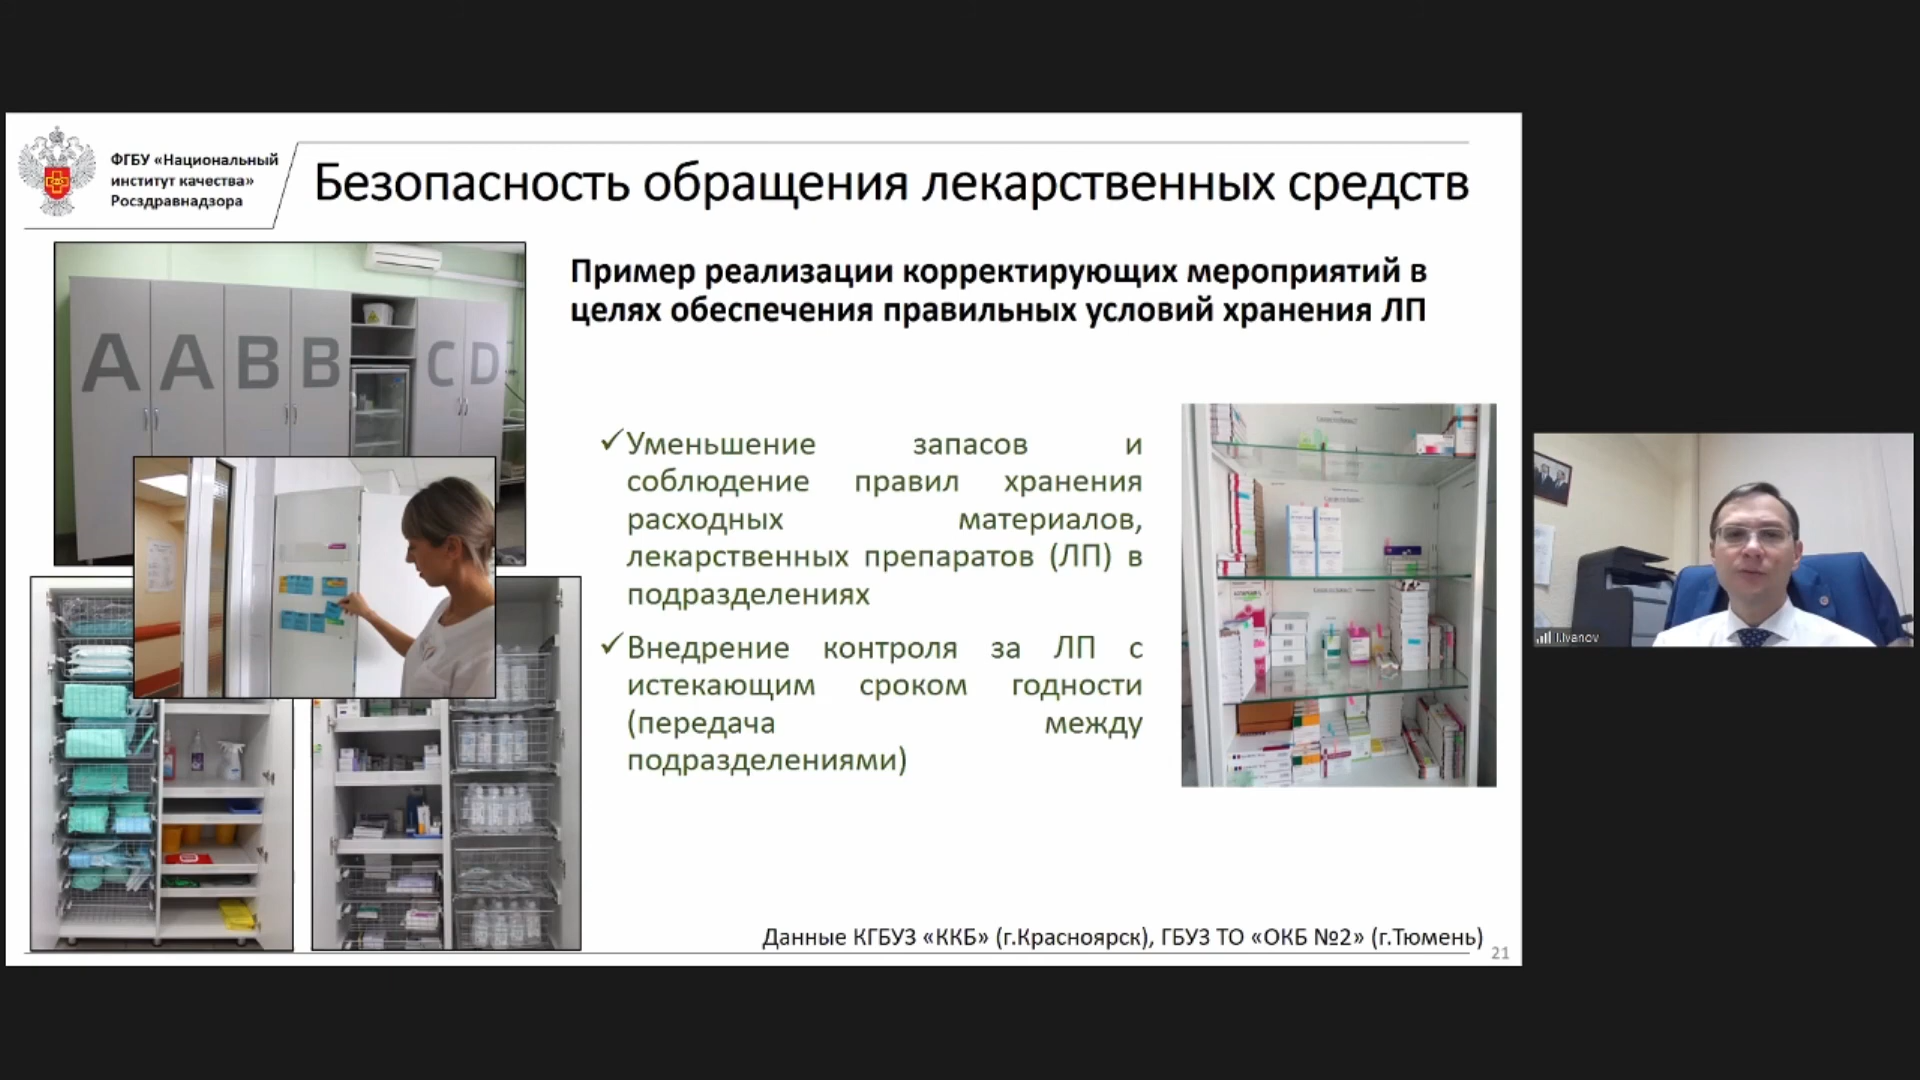 ФГБУ «Национальный
институт качества»
Росздравнадзора
Безопасность обращения лекарственных средств
Пример реализации корректирующих мероприятий в
целях обеспечения правильных условий хранения ЛП
A A B B C D
✓Уменьшение запасов и
соблюдение правил хранения
расходных материалов,
лекарственных препаратов (ЛП) в
подразделениях
✓Внедрение контроля за ЛП с
истекающим сроком годности
(передача между
подразделениями)
Данные КГБУЗ «ККБ» (г.Красноярск), ГБУЗ ТО «ОКБ №2» (г.Тюмень)
21
I.Ivanov